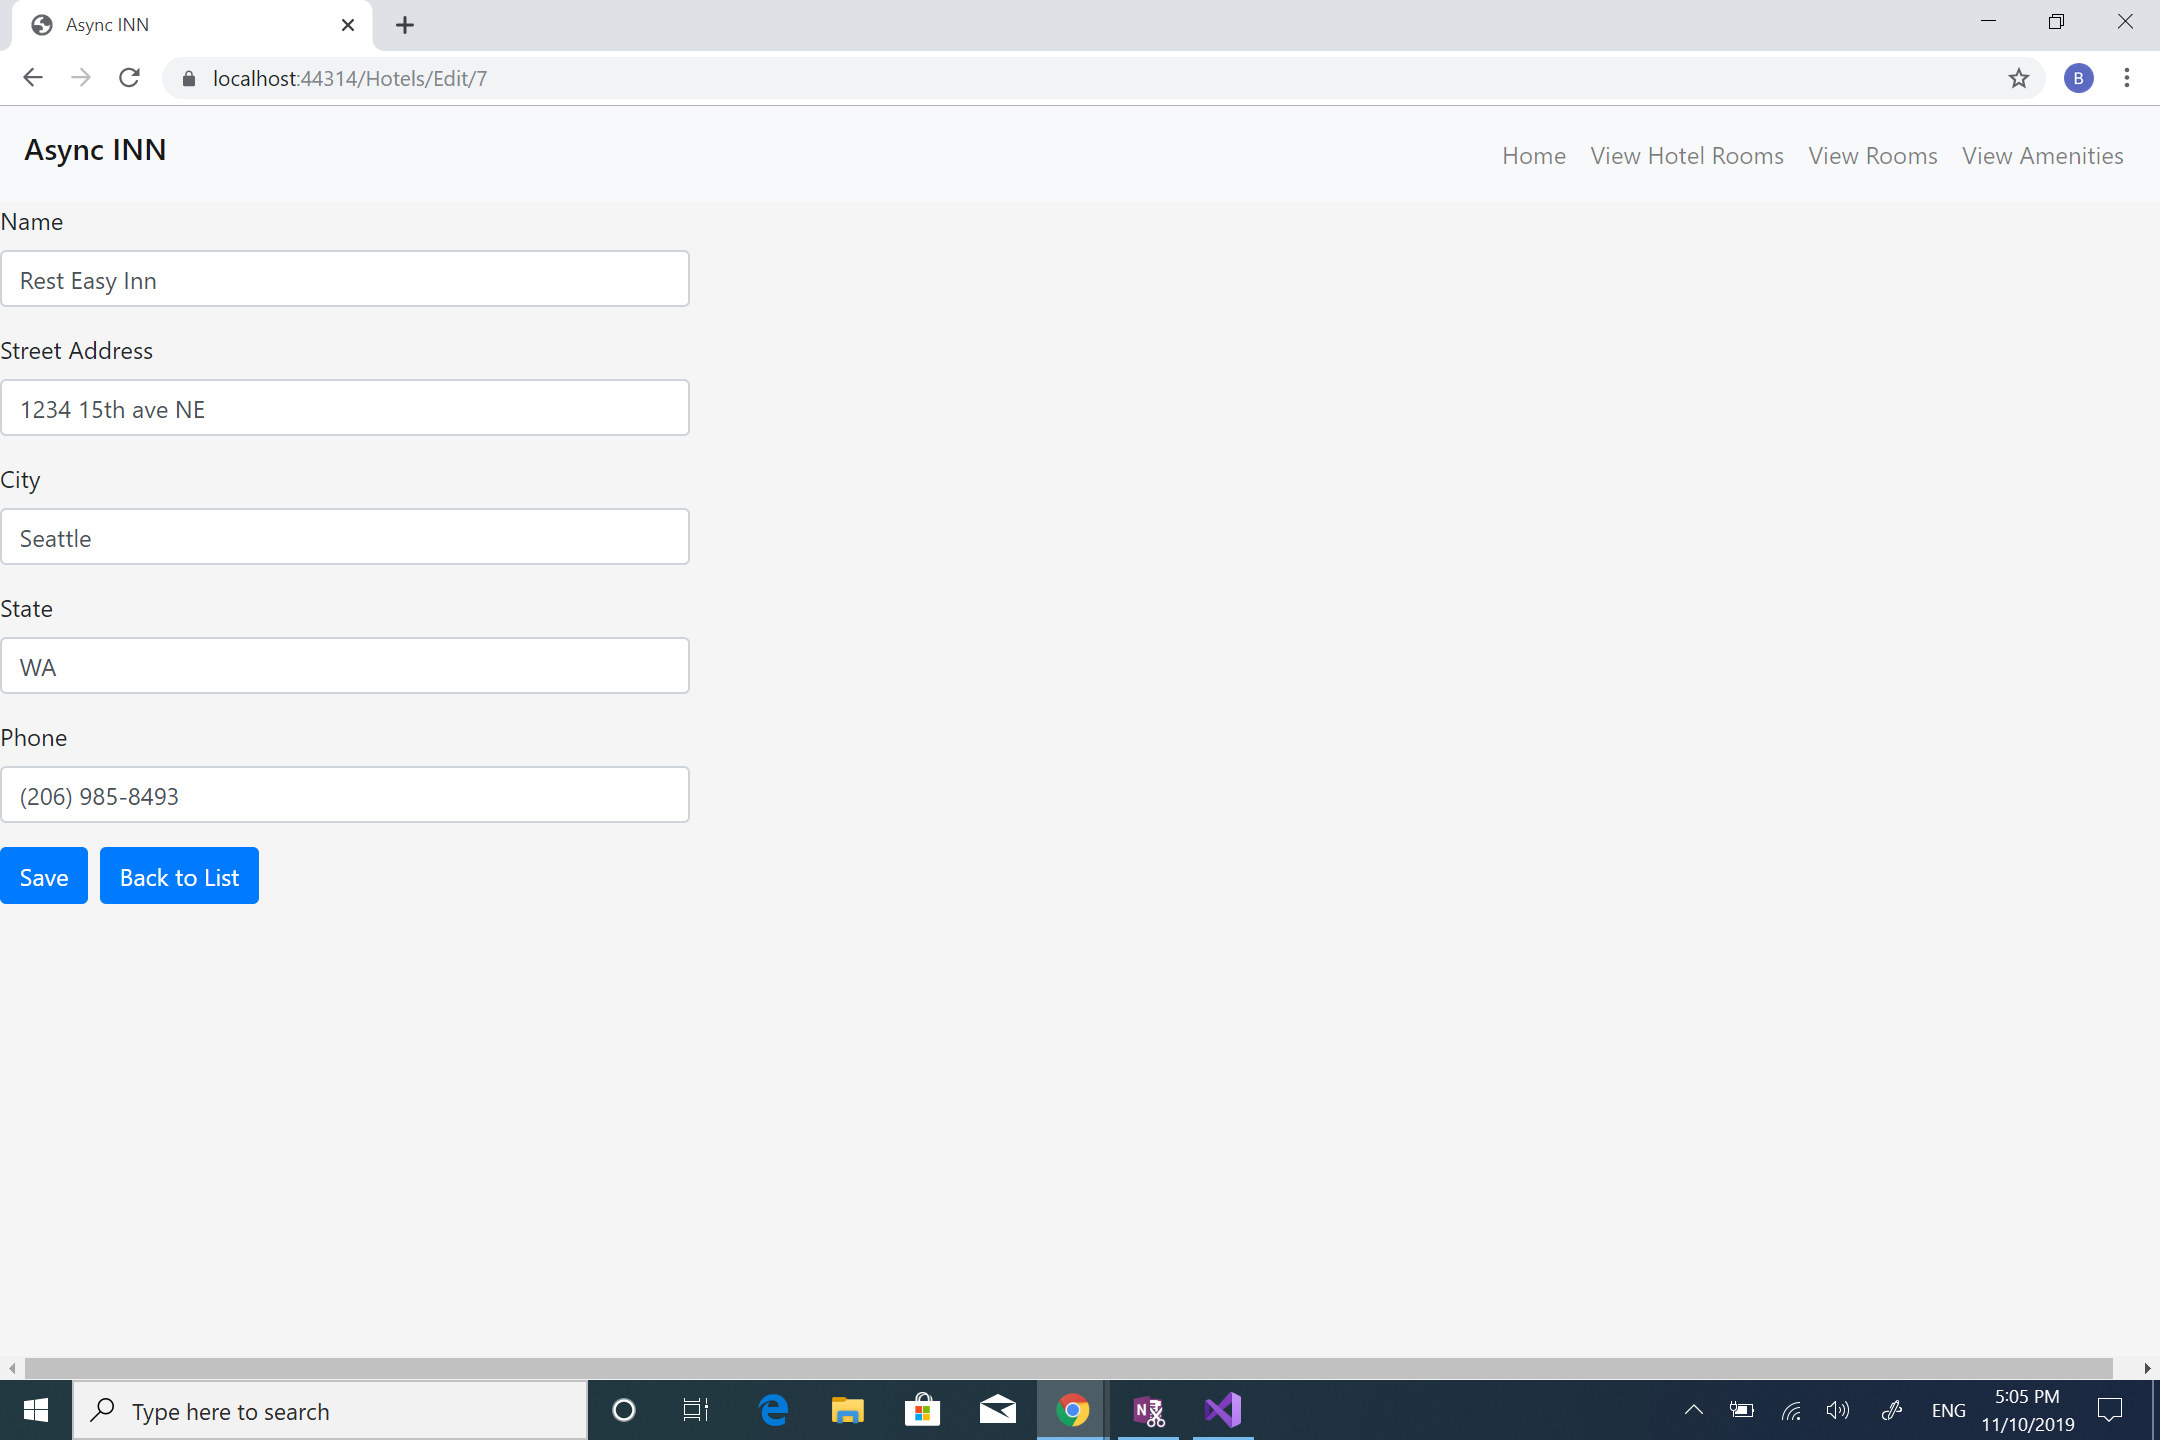 Async INN
localhost:44314/Hotels/Edit/7
B
Async INN
Home View Hotel Rooms View Rooms View Amenities
Name
Rest Easy Inn
Street Address
1234 15th ave NE
City
Seattle
State
WA
Phone
(206) 985-8493
Save Back to List
Type here to search
N
ENG
5:05 PM
11/10/2019